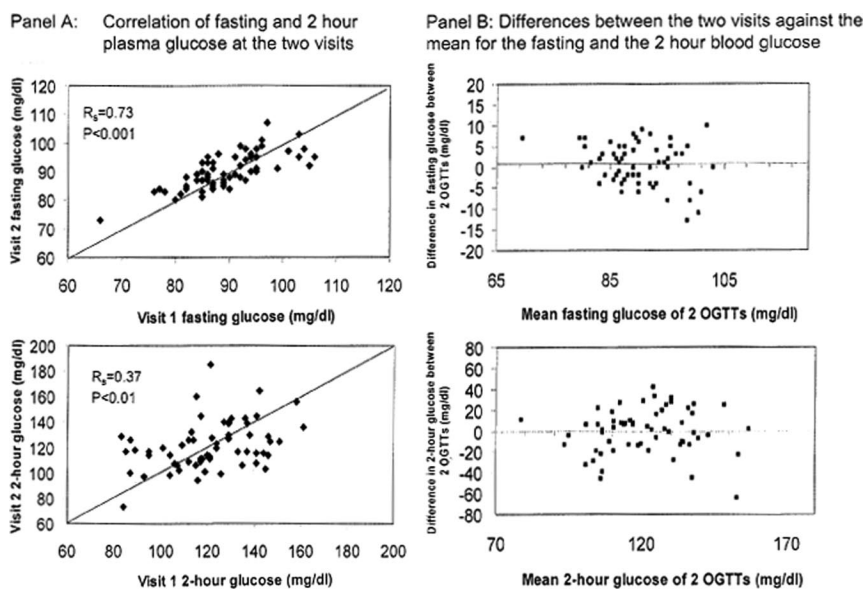 Panel A: Correlation of fasting and 2 hour
plasma glucose at the two visits
Panel B: Differences between the two visits against the
mean for the fasting and the 2 hour blood glucose
Visit 2 fasting glucose (mg/dl)
120
110
100
90
80
70
60
Rs=0.73
P<0.001
60 70 80 90 100 110 120
Visit 1 fasting glucose (mg/dl)
Difference in fasting glucose between
2 OGTTs (mg/dl)
20
15
10
5
0
-5
-10
-15
-20
65 85 105
Mean fasting glucose of 2 OGTTs (mg/dl)
Visit 2 2-hour glucose (mg/dl)
200
180
160
140
120
100
80
60
Rs=0.37
P<0.01
60 80 100 120 140 160 180 200
Visit 1 2-hour glucose (mg/dl)
Difference in 2-hour glucose between
2 OGTTs (mg/dl)
80
60
40
20
0
-20
-40
-60
-80
70 120 170
Mean 2-hour glucose of 2 OGTTs (mg/dl)